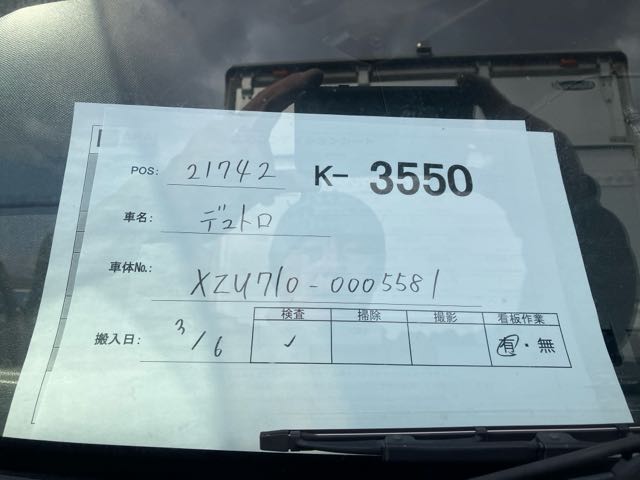 POS: 21742 K- 3550
車名: デュトロ
車体No.: XZU710-0005581
搬入日: 3/6
検査 掃除 撮影 看板作業
✓ 有・無